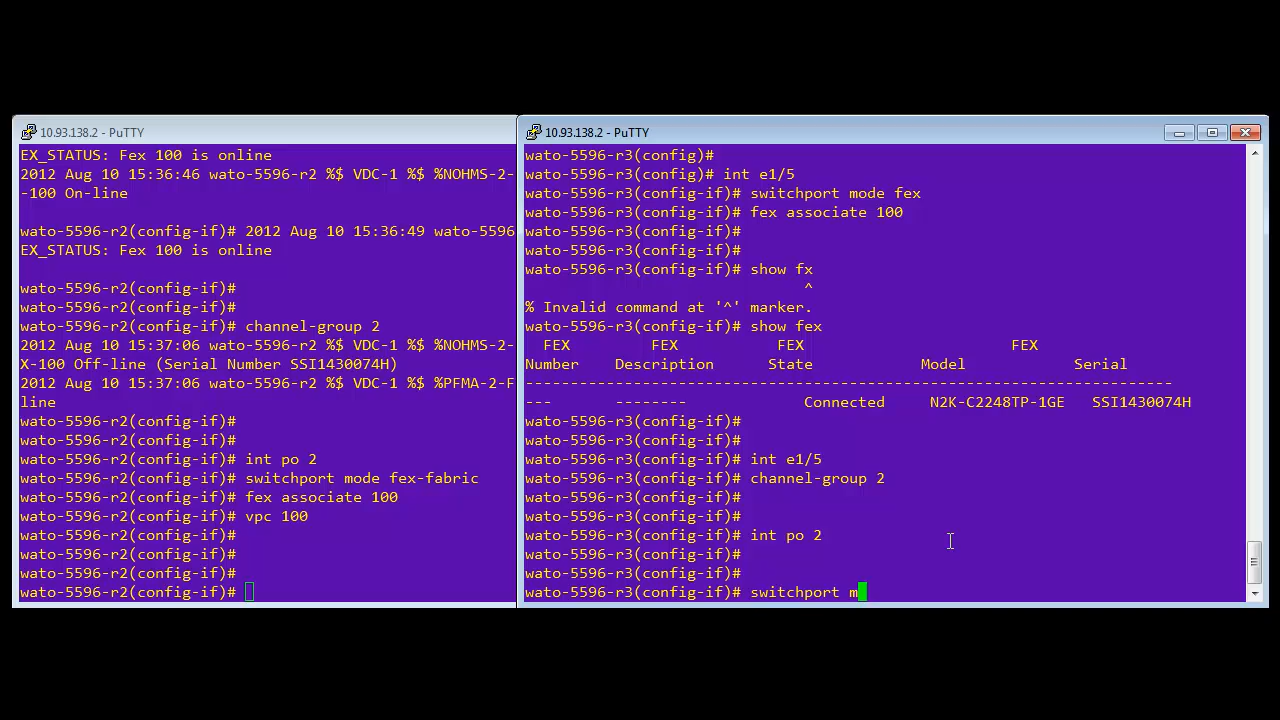 10.93.138.2 - PuTTY
EX_STATUS: Fex 100 is online
2012 Aug 10 15:36:46 wato-5596-r2 %$ VDC-1 %$ %NOHMS-2-
-100 On-line
wato-5596-r2(config-if)# 2012 Aug 10 15:36:49 wato-5596
EX_STATUS: Fex 100 is online
wato-5596-r2(config-if)#
wato-5596-r2(config-if)#
wato-5596-r2(config-if)# channel-group 2
2012 Aug 10 15:37:06 wato-5596-r2 %$ VDC-1 %$ %NOHMS-2-
X-100 Off-line (Serial Number SSI1430074H)
2012 Aug 10 15:37:06 wato-5596-r2 %$ VDC-1 %$ %PFMA-2-F
line
wato-5596-r2(config-if)#
wato-5596-r2(config-if)#
wato-5596-r2(config-if)# int po 2
wato-5596-r2(config-if)# switchport mode fex-fabric
wato-5596-r2(config-if)# fex associate 100
wato-5596-r2(config-if)# vpc 100
wato-5596-r2(config-if)#
wato-5596-r2(config-if)#
wato-5596-r2(config-if)#
wato-5596-r2(config-if)#
10.93.138.2 - PuTTY
wato-5596-r3(config)#
wato-5596-r3(config)# int e1/5
wato-5596-r3(config-if)# switchport mode fex
wato-5596-r3(config-if)# fex associate 100
wato-5596-r3(config-if)#
wato-5596-r3(config-if)#
wato-5596-r3(config-if)# show fx
^
% Invalid command at '^' marker.
wato-5596-r3(config-if)# show fex
FEX FEX FEX FEX
Number Description State Model Serial
------------------------------------------------------------------------
--- -------- Connected N2K-C2248TP-1GE SSI1430074H
wato-5596-r3(config-if)#
wato-5596-r3(config-if)#
wato-5596-r3(config-if)# int e1/5
wato-5596-r3(config-if)# channel-group 2
wato-5596-r3(config-if)#
wato-5596-r3(config-if)#
wato-5596-r3(config-if)# int po 2
wato-5596-r3(config-if)#
wato-5596-r3(config-if)#
wato-5596-r3(config-if)# switchport m